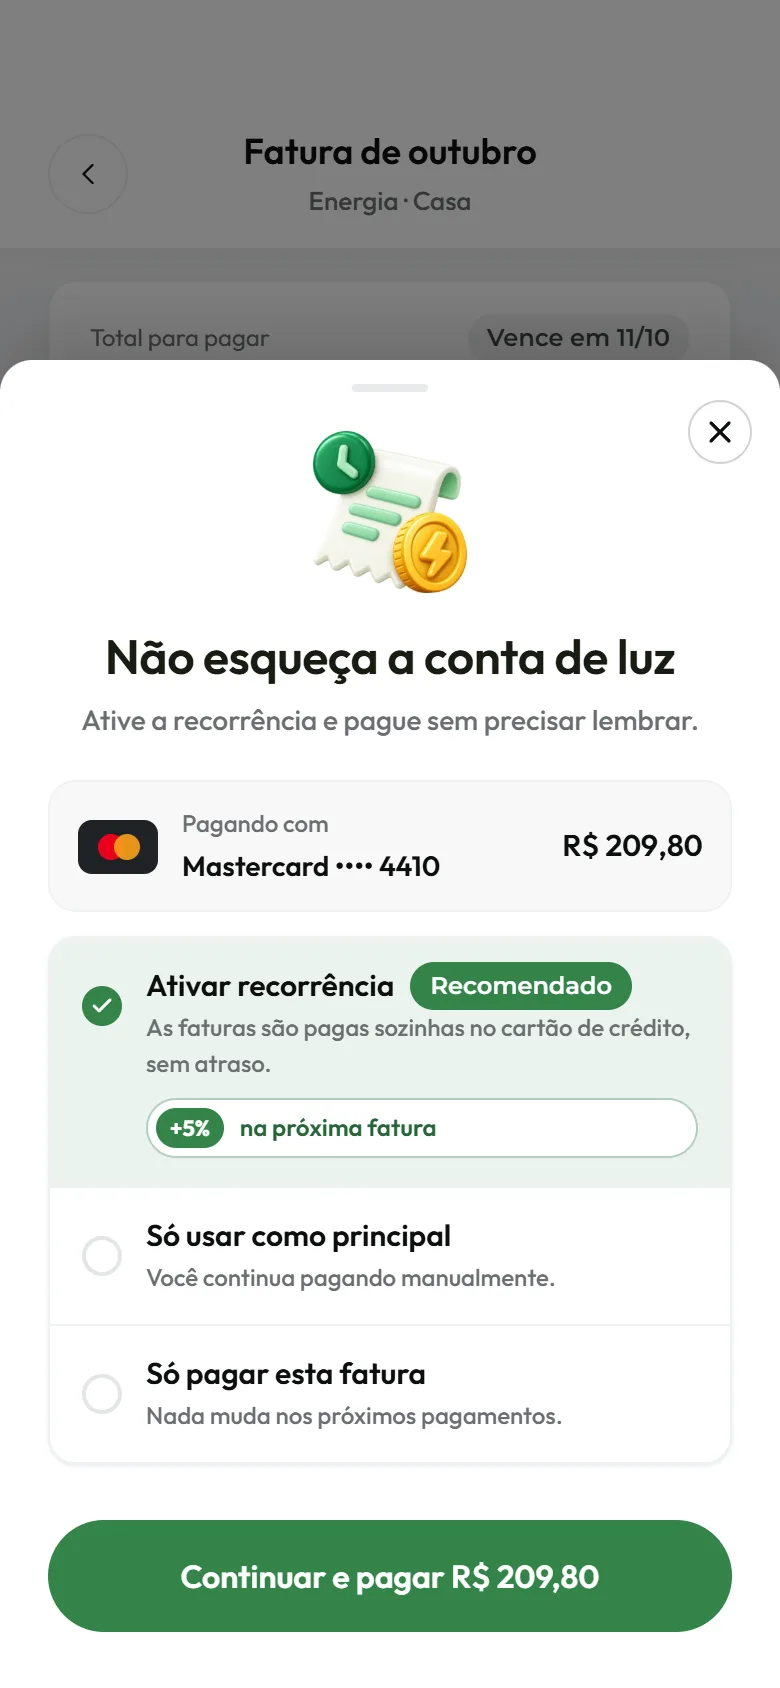 Fatura de outubro
Energia · Casa
Total para pagar
Vence em 11/10
Não esqueça a conta de luz
Ative a recorrência e pague sem precisar lembrar.
Pagando com
Mastercard •••• 4410
R$ 209,80
Ativar recorrência
Recomendado
As faturas são pagas sozinhas no cartão de crédito,
sem atraso.
+5% na próxima fatura
Só usar como principal
Você continua pagando manualmente.
Só pagar esta fatura
Nada muda nos próximos pagamentos.
Continuar e pagar R$ 209,80